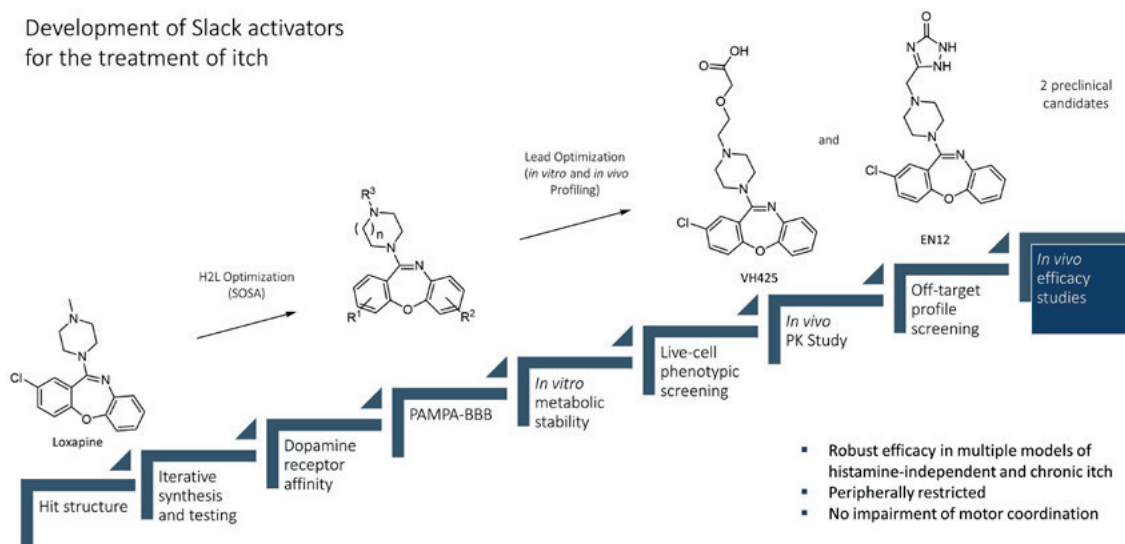 Development of Slack activators
for the treatment of itch
H2L Optimization
(SOSA)
Lead Optimization
(in vitro and in vivo
Profiling)
and
2 preclinical
candidates
N
N
Cl
N
O
Loxapine
R³
N
( )n
N
N
O
R¹
R²
OH
O
O
N
N
Cl
N
O
VH425
O
N
NH
N
H
N
N
Cl
N
O
EN12
Hit structure
Iterative
synthesis
and testing
Dopamine
receptor
affinity
PAMPA-BBB
In vitro
metabolic
stability
Live-cell
phenotypic
screening
In vivo
PK Study
Off-target
profile
screening
In vivo
efficacy
studies
▪ Robust efficacy in multiple models of
histamine-independent and chronic itch
▪ Peripherally restricted
▪ No impairment of motor coordination